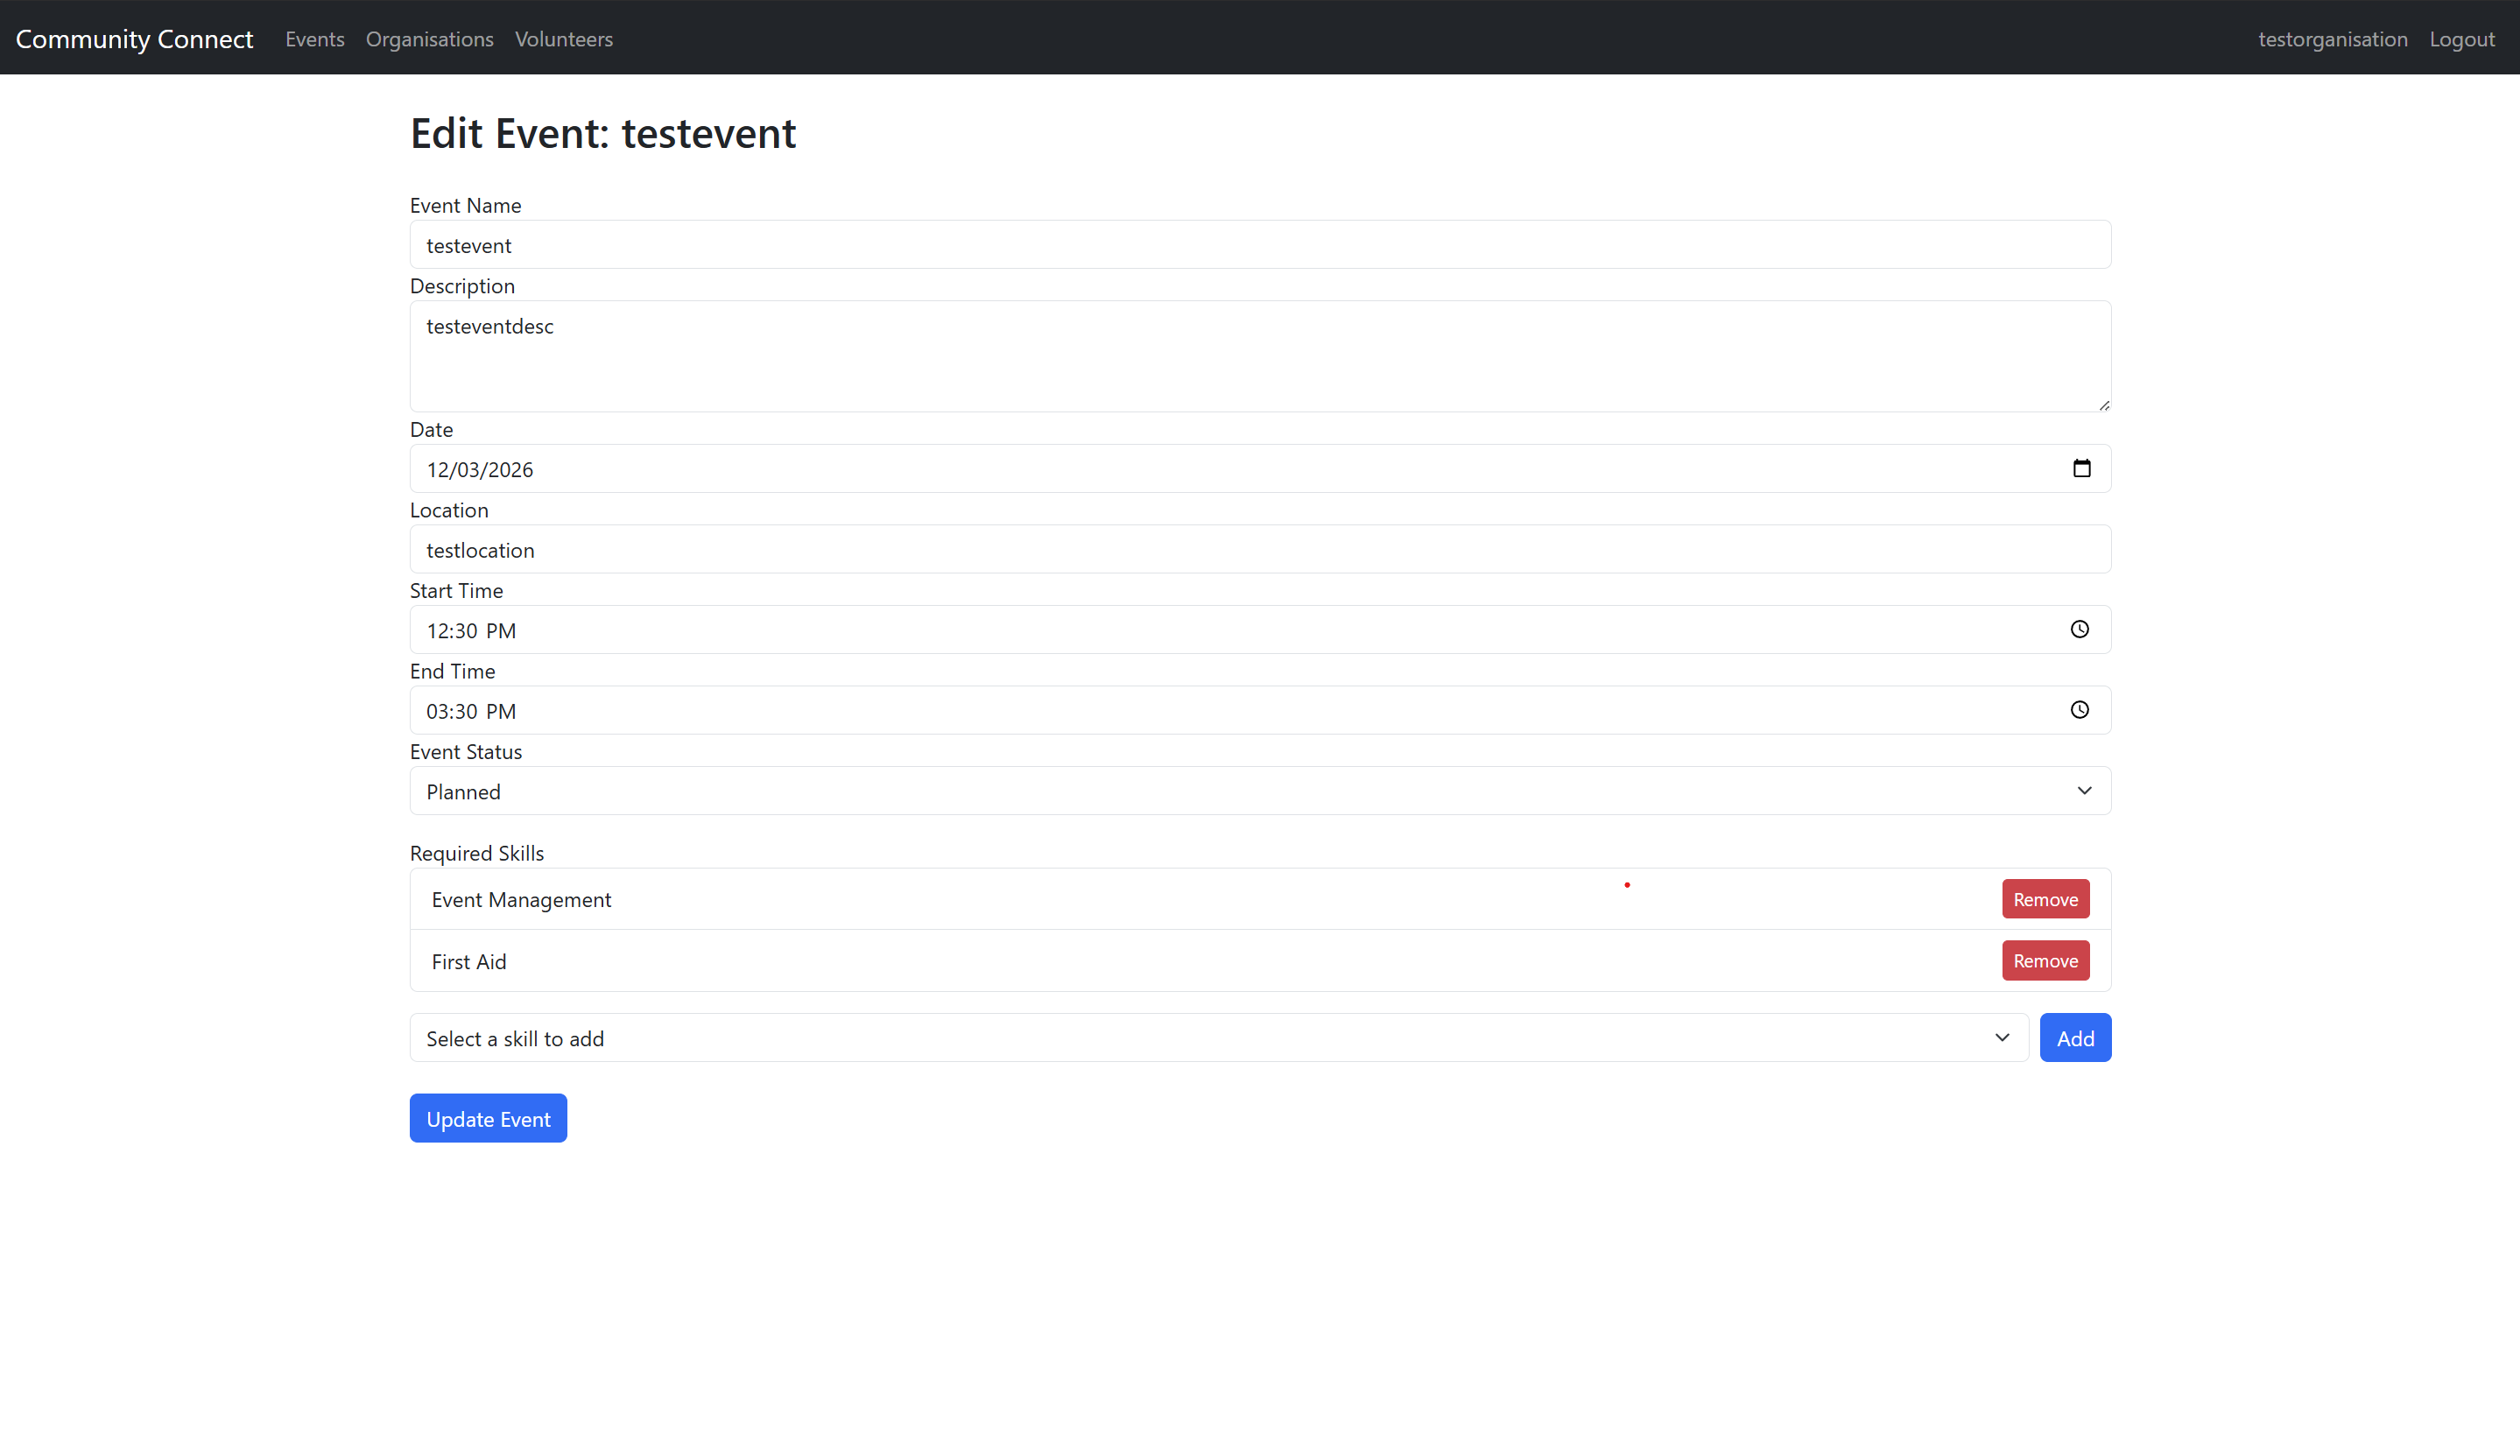 Community Connect Events Organisations Volunteers testorganisation Logout
Edit Event: testevent
Event Name
testevent
Description
testeventdesc
Date
12/03/2026
Location
testlocation
Start Time
12:30 PM
End Time
03:30 PM
Event Status
Planned
Required Skills
Event Management Remove
First Aid Remove
Select a skill to add Add
Update Event